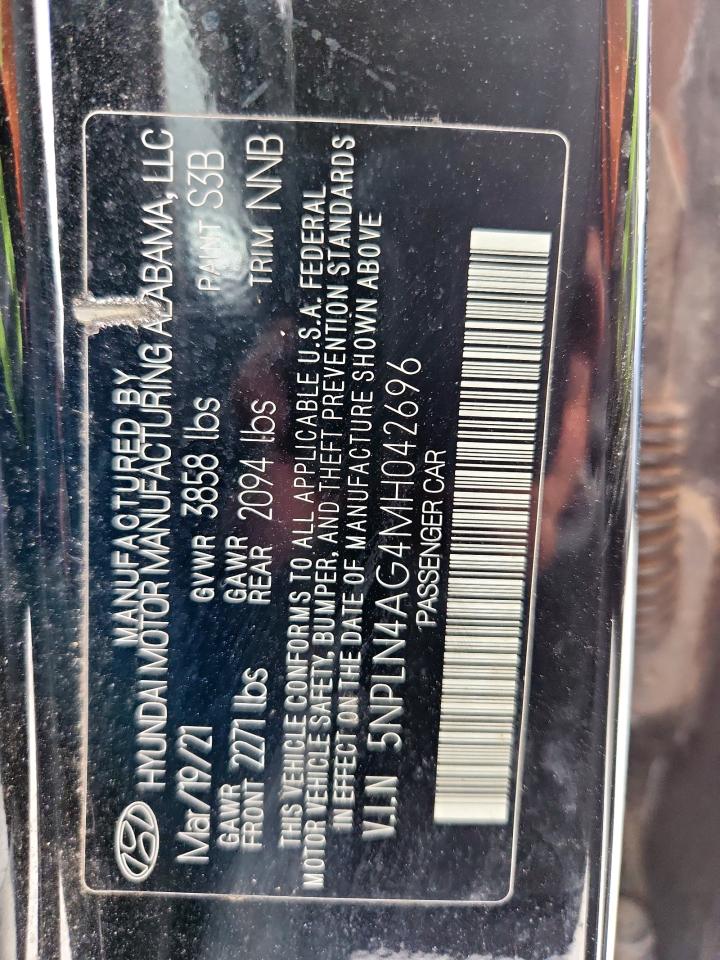 MANUFACTURED BY
HYUNDAI MOTOR MANUFACTURING ALABAMA, LLC
Mar/19/21 GVWR 3858 lbs PAINT S3B
GAWR FRONT 2271 lbs GAWR REAR 2094 lbs TRIM NNB
THIS VEHICLE CONFORMS TO ALL APPLICABLE U.S.A. FEDERAL
MOTOR VEHICLE SAFETY, BUMPER, AND THEFT PREVENTION STANDARDS
IN EFFECT ON THE DATE OF MANUFACTURE SHOWN ABOVE
V.I.N 5NPLN4AG4MH042696
PASSENGER CAR